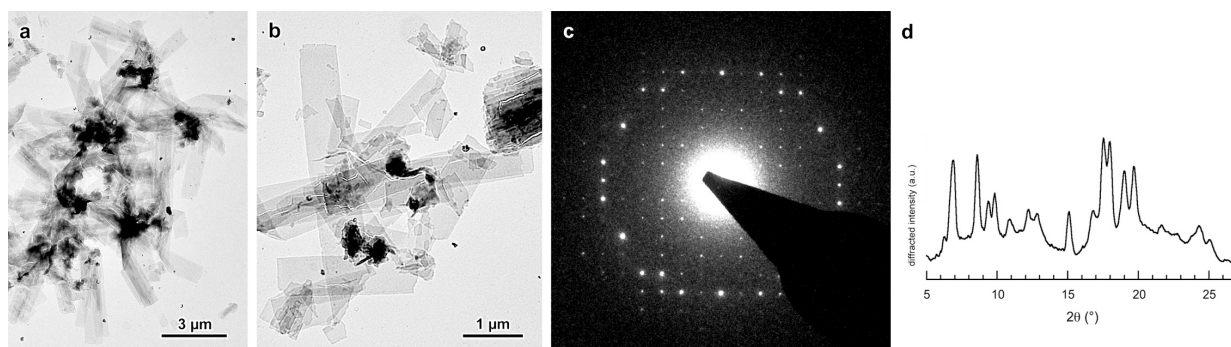 a
3 µm
b
1 µm
c
d
diffracted intensity (a.u.)
5 10 15 20 25
2θ (°)